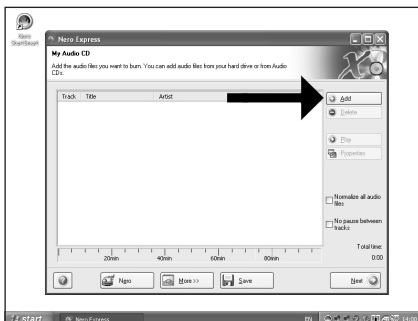 Nero
StartSmart
Nero Express
My Audio CD
Add the audio files you want to burn. You can add audio files from your hard drive or from Audio
CDs.
Track Title Artist
Add
Delete
Play
Properties
Normalize all audio
files
No pause between
tracks
Total time:
20min 40min 60min 80min 0:00
Nero More >> Save Next
start Nero Express EN 14:00